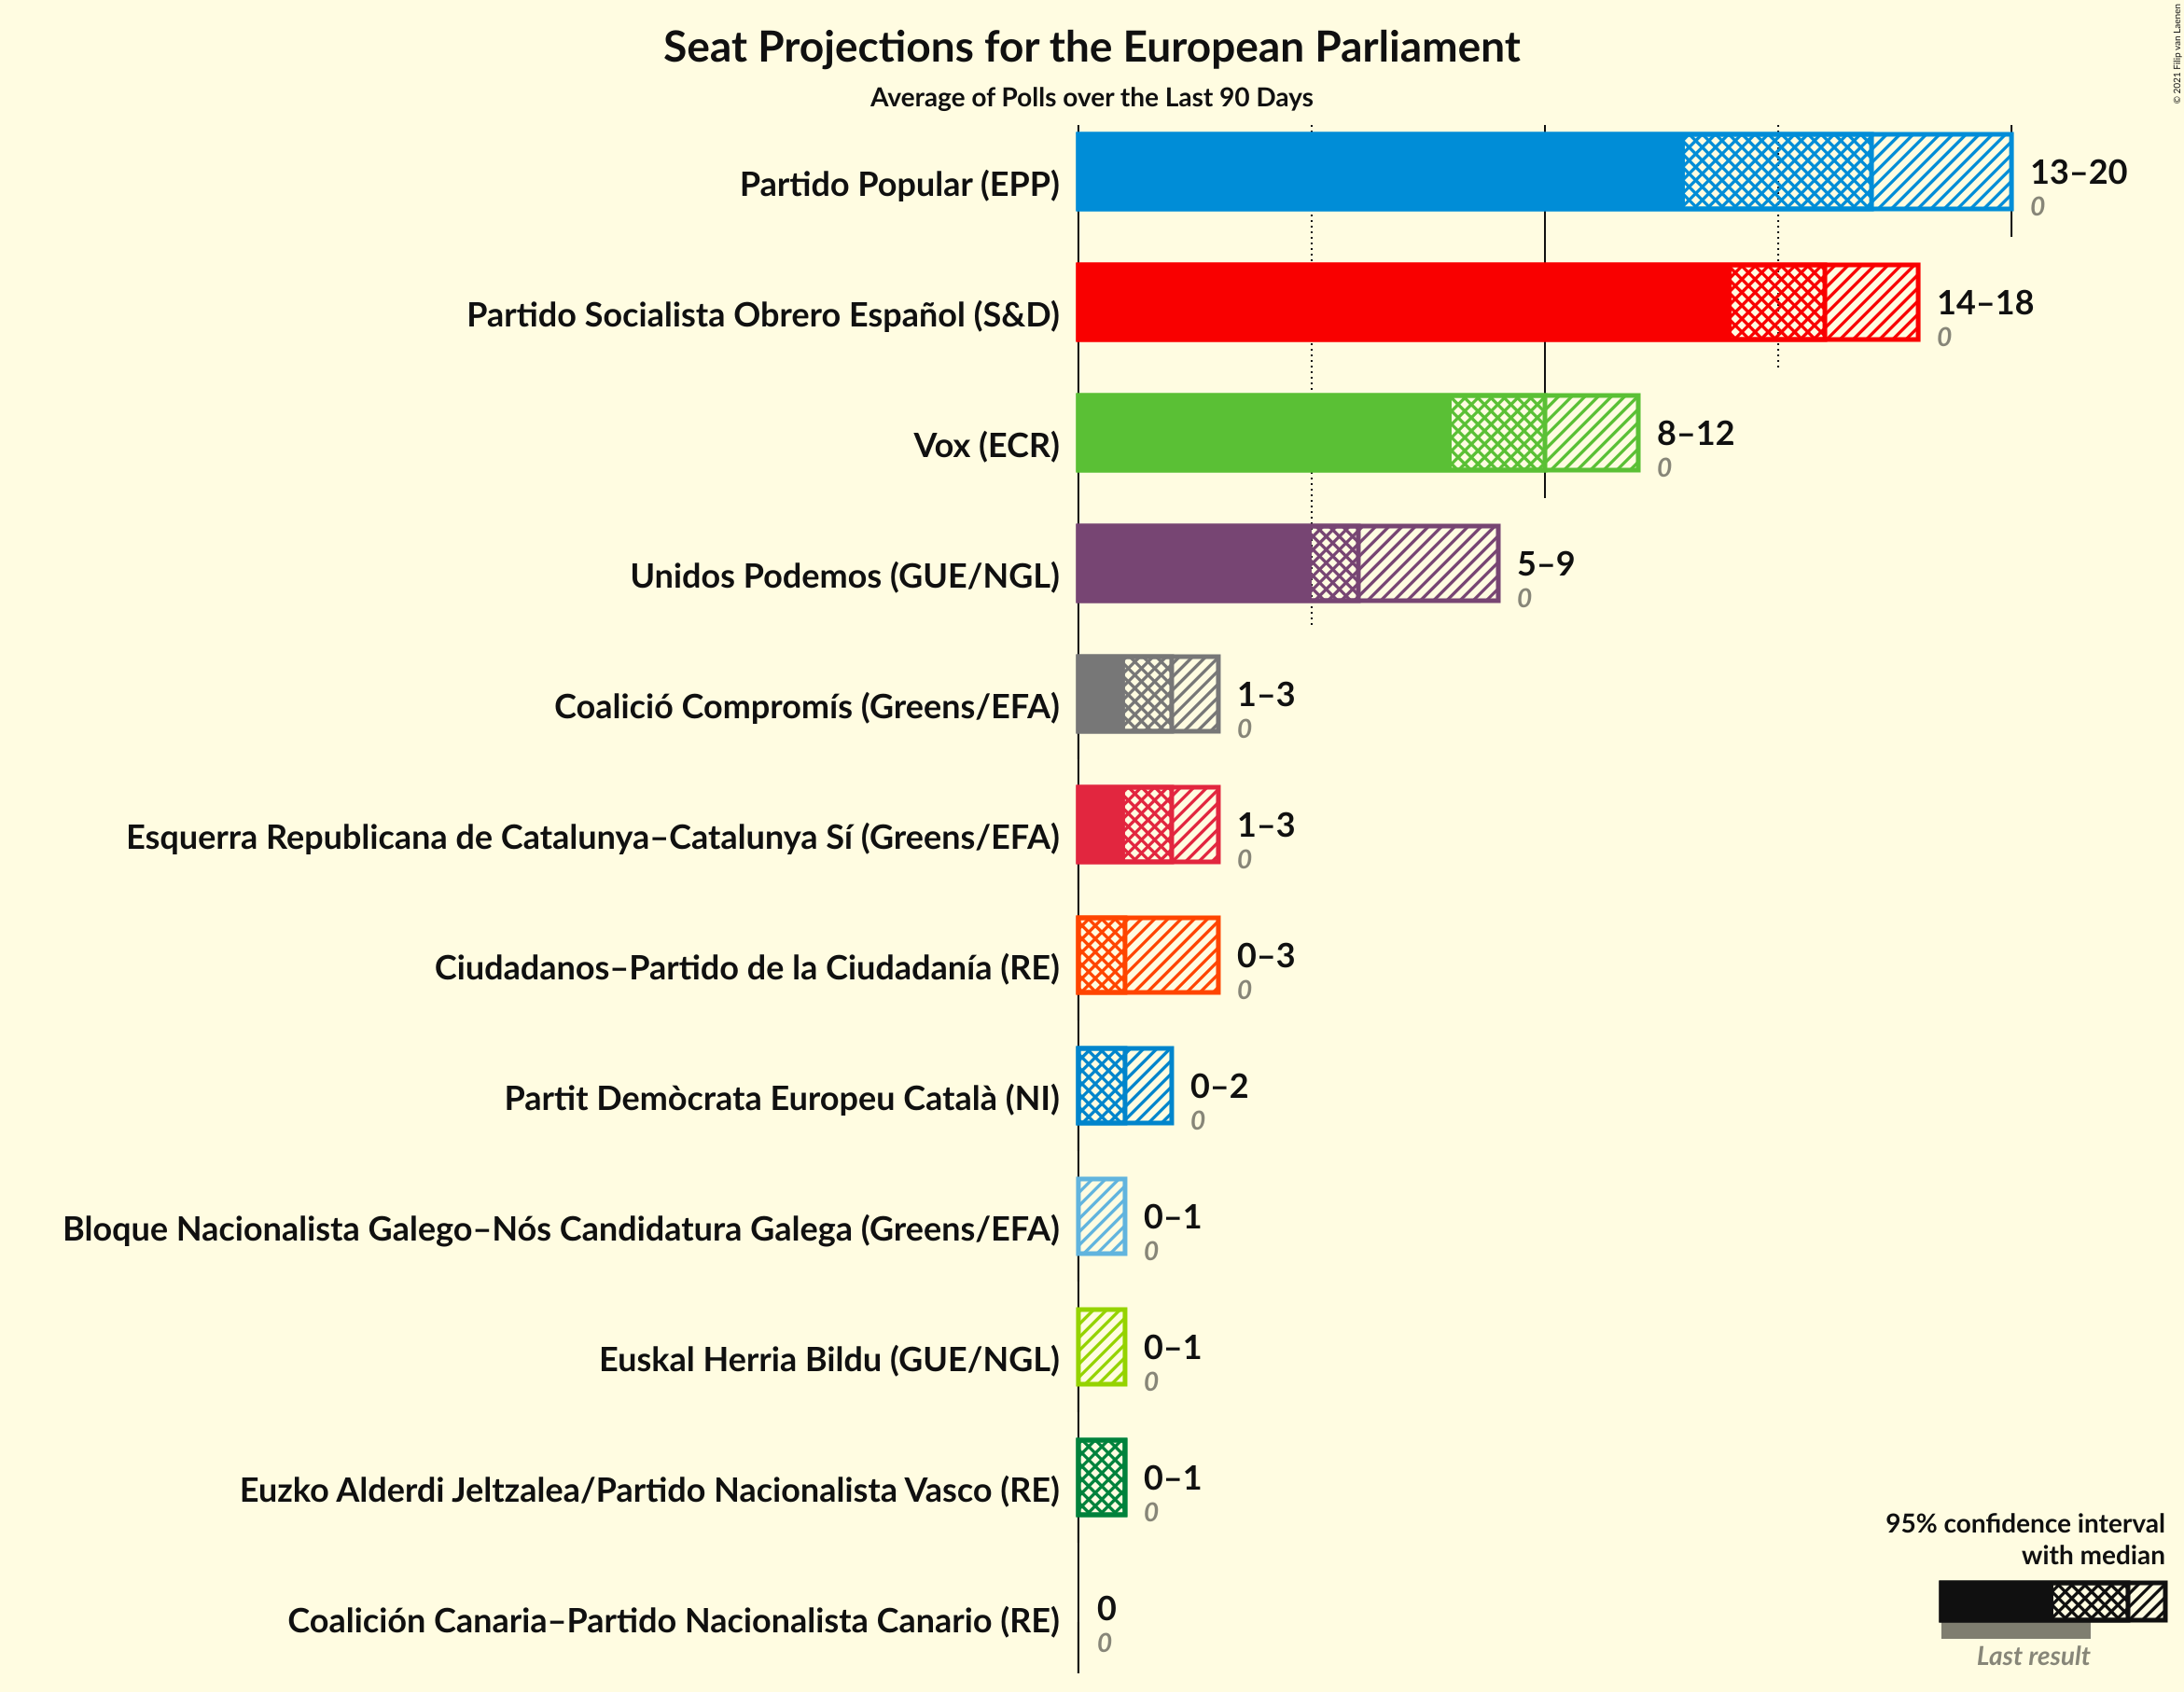 Seat Projections for the European Parliament
Average of Polls over the Last 90 Days
© 2021 Filip van Laenen
Partido Popular (EPP)
13–20
0
Partido Socialista Obrero Español (S&D)
14–18
0
Vox (ECR)
8–12
0
Unidos Podemos (GUE/NGL)
5–9
0
Coalició Compromís (Greens/EFA)
1–3
0
Esquerra Republicana de Catalunya–Catalunya Sí (Greens/EFA)
1–3
0
Ciudadanos–Partido de la Ciudadanía (RE)
0–3
0
Partit Demòcrata Europeu Català (NI)
0–2
0
Bloque Nacionalista Galego–Nós Candidatura Galega (Greens/EFA)
0–1
0
Euskal Herria Bildu (GUE/NGL)
0–1
0
Euzko Alderdi Jeltzalea/Partido Nacionalista Vasco (RE)
0–1
0
Coalición Canaria–Partido Nacionalista Canario (RE)
0
0
95% confidence interval
with median
Last result